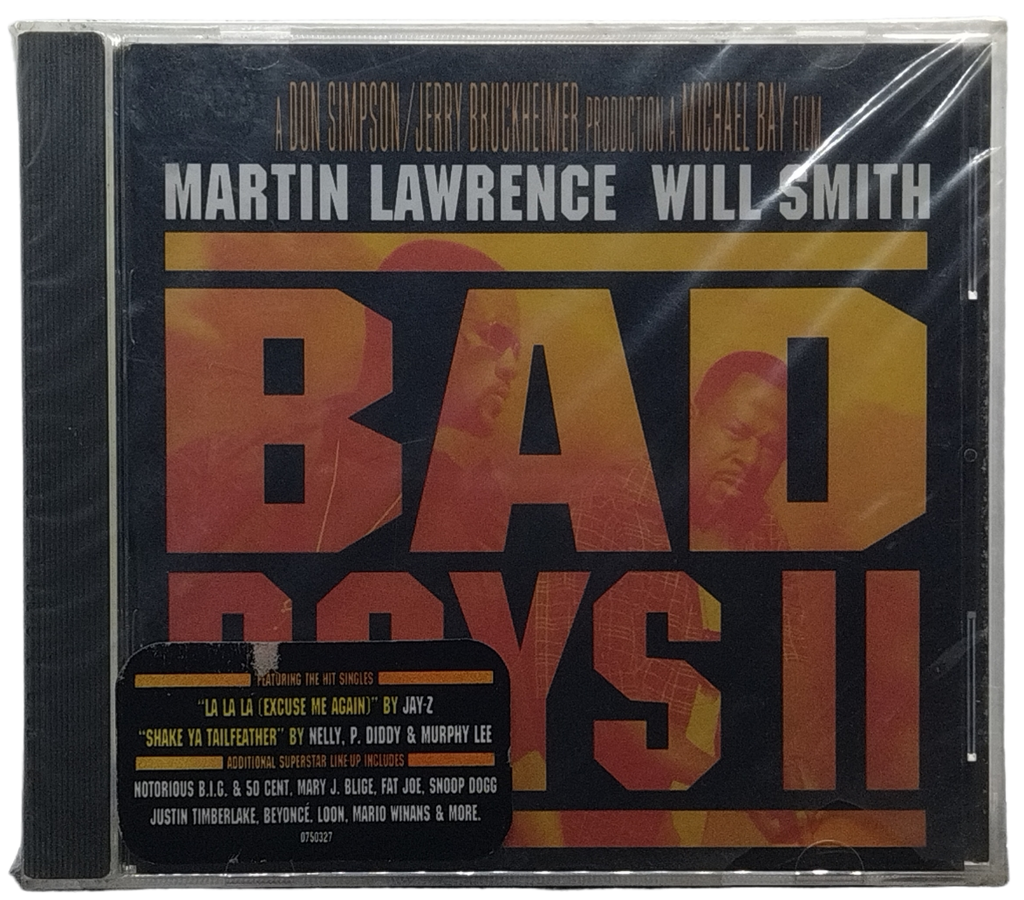 A DON SIMPSON/JERRY BRUCKHEIMER PRODUCTION A MICHAEL BAY FILM
MARTIN LAWRENCE WILL SMITH
BAD
BOYS II
FEATURING THE HIT SINGLES
"LA LA LA (EXCUSE ME AGAIN)" BY JAY-Z
"SHAKE YA TAILFEATHER" BY NELLY, P. DIDDY & MURPHY LEE
ADDITIONAL SUPERSTAR LINE UP INCLUDES
NOTORIOUS B.I.G. & 50 CENT, MARY J. BLIGE, FAT JOE, SNOOP DOGG
JUSTIN TIMBERLAKE, BEYONCÉ, LOON, MARIO WINANS & MORE.
0750327